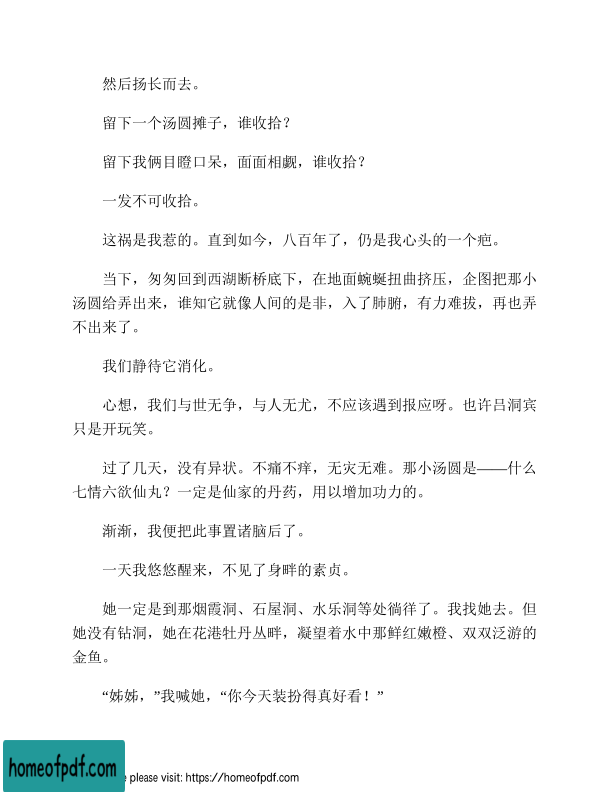 然后扬长而去。
留下一个汤圆摊子，谁收拾？
留下我俩目瞪口呆，面面相觑，谁收拾？
一发不可收拾。
这祸是我惹的。直到如今，八百年了，仍是我心头的一个疤。
当下，匆匆回到西湖断桥底下，在地面蜿蜒扭曲挤压，企图把那小
汤圆给弄出来，谁知它就像人间的是非，入了肺腑，有力难拔，再也弄
不出来了。
我们静待它消化。
心想，我们与世无争，与人无尤，不应该遇到报应呀。也许吕洞宾
只是开玩笑。
过了几天，没有异状。不痛不痒，无灾无难。那小汤圆是——什么
七情六欲仙丸？一定是仙家的丹药，用以增加功力的。
渐渐，我便把此事置诸脑后了。
一天我悠悠醒来，不见了身畔的素贞。
她一定是到那烟霞洞、石屋洞、水乐洞等处徜徉了。我找她去。但
她没有钻洞，她在花港牡丹丛畔，凝望着水中那鲜红嫩橙、双双泛游的
金鱼。
“姊姊，”我喊她，“你今天装扮得真好看！”
homeofpdf.com
e please visit: https://homeofpdf.com